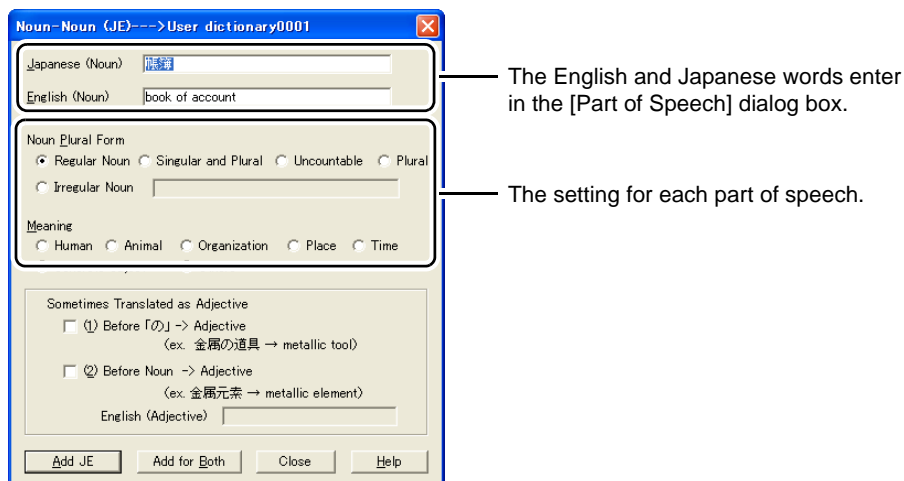 Noun-Noun (JE)--->User dictionary0001
Japanese (Noun) 帳簿
English (Noun) book of account
The English and Japanese words enter
in the [Part of Speech] dialog box.
Noun Plural Form
Regular Noun Singular and Plural Uncountable Plural
Irregular Noun
The setting for each part of speech.
Meaning
Human Animal Organization Place Time
Sometimes Translated as Adjective
(1) Before「の」-> Adjective
(ex. 金属の道具 → metallic tool)
(2) Before Noun -> Adjective
(ex. 金属元素 → metallic element)
English (Adjective)
Add JE Add for Both Close Help